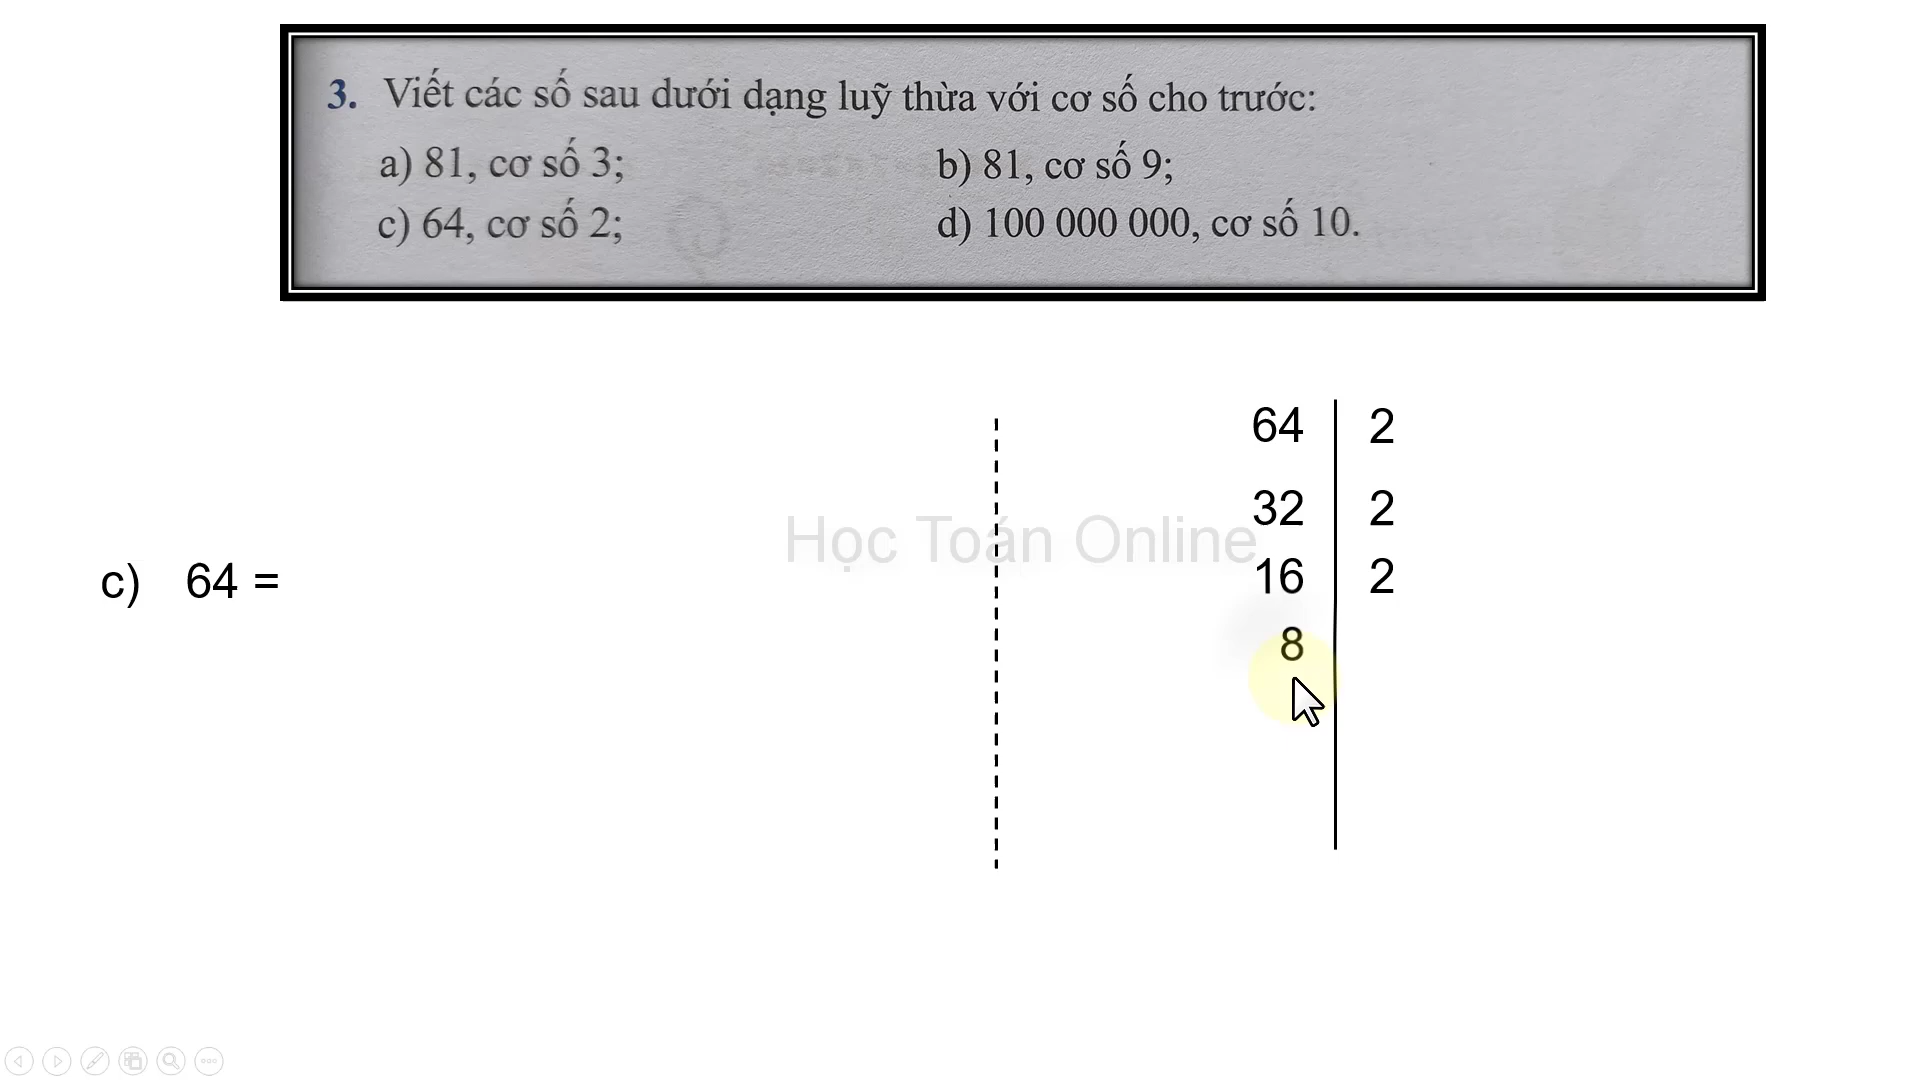 3. Viết các số sau dưới dạng luỹ thừa với cơ số cho trước:
a) 81, cơ số 3; b) 81, cơ số 9;
c) 64, cơ số 2; d) 100 000 000, cơ số 10.
64 2
32 2
Học Toán Online
16 2
c) 64 =
8